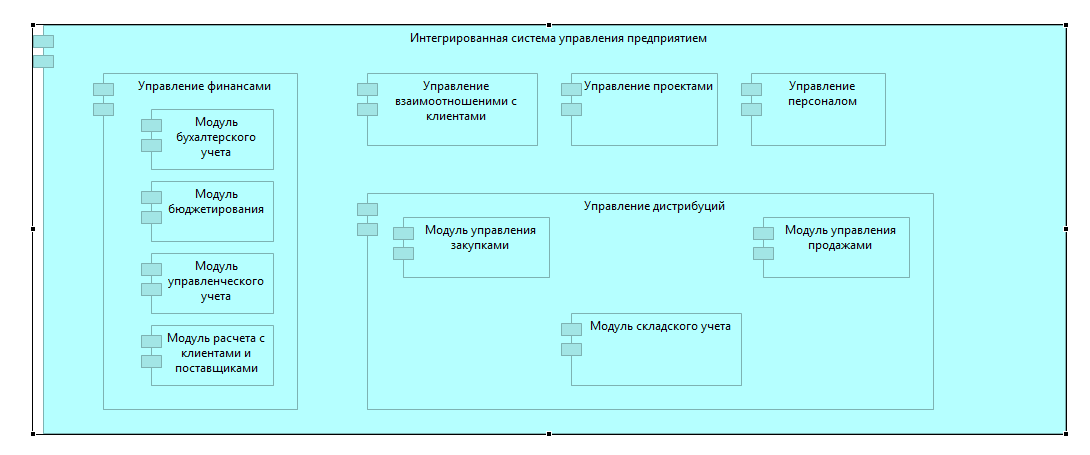 Интегрированная система управления предприятием
Управление финансами
Модуль
бухалтерского
учета
Модуль
бюджетирования
Модуль
управленческого
учета
Модуль расчета с
клиентами и
поставщиками
Управление
взаимоотношеними с
клиентами
Управление проектами
Управление
персоналом
Управление дистрибуций
Модуль управления
закупками
Модуль управления
продажами
Модуль складского учета